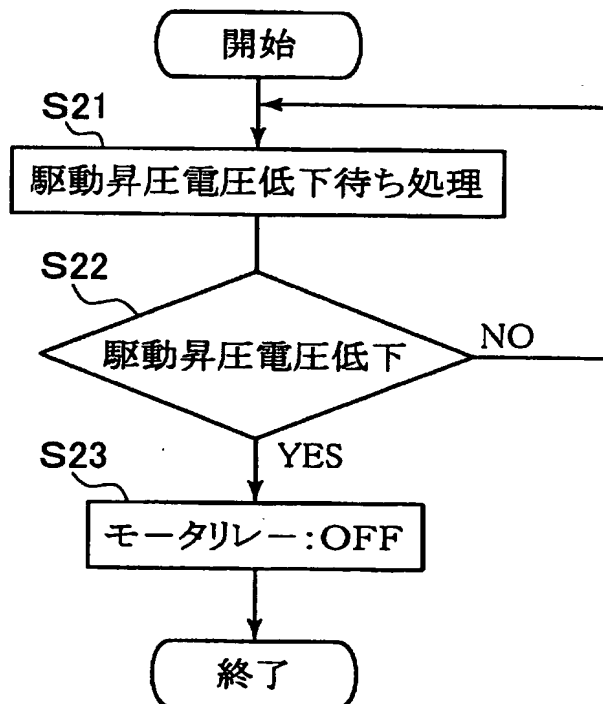 開始
S21
駆動昇圧電圧低下待ち処理
S22
駆動昇圧電圧低下
NO
YES
S23
モータリレー:OFF
終了